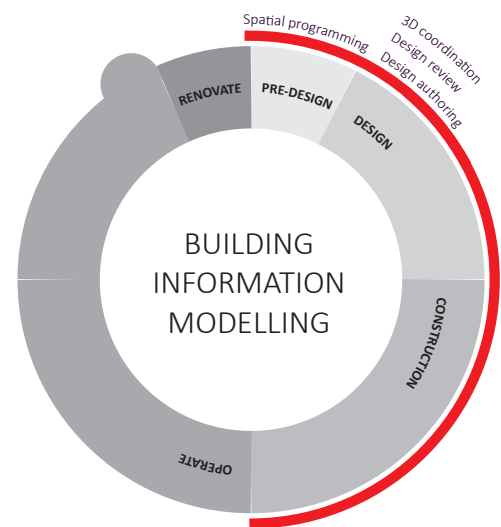 Spatial programming
3D coordination
Design review
Design authoring
RENOVATE
PRE-DESIGN
DESIGN
BUILDING
INFORMATION
MODELLING
CONSTRUCTION
OPERATE